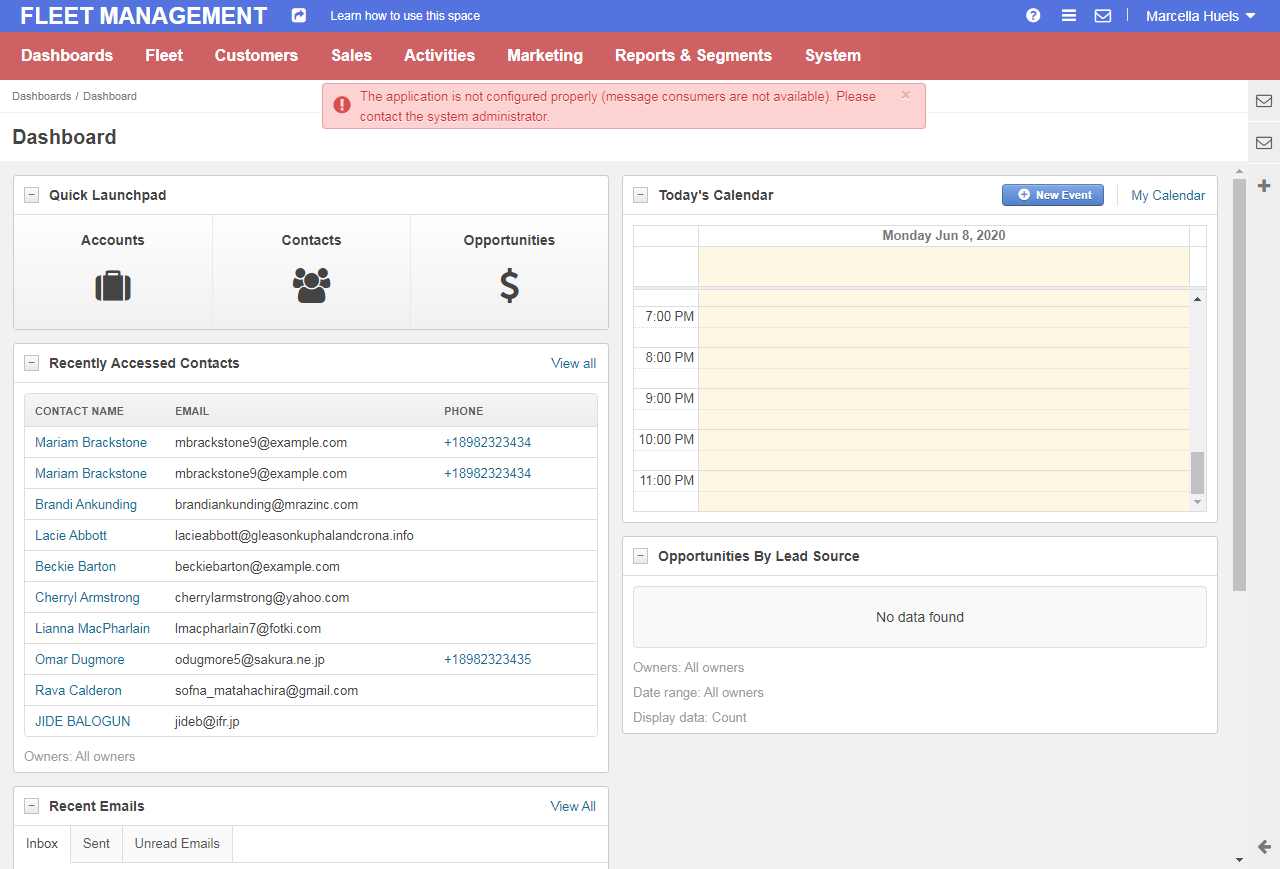 FLEET MANAGEMENT
Learn how to use this space
Marcella Huels
Dashboards Fleet Customers Sales Activities Marketing Reports & Segments System
Dashboards / Dashboard
The application is not configured properly (message consumers are not available). Please
contact the system administrator.
Dashboard
Quick Launchpad
Accounts Contacts Opportunities
Recently Accessed Contacts View all
CONTACT NAME EMAIL PHONE
Mariam Brackstone mbrackstone9@example.com +18982323434
Mariam Brackstone mbrackstone9@example.com +18982323434
Brandi Ankunding brandiankunding@mrazinc.com
Lacie Abbott lacieabbott@gleasonkuphalandcrona.info
Beckie Barton beckiebarton@example.com
Cherryl Armstrong cherrylarmstrong@yahoo.com
Lianna MacPharlain lmacpharlain7@fotki.com
Omar Dugmore odugmore5@sakura.ne.jp +18982323435
Rava Calderon sofna_matahachira@gmail.com
JIDE BALOGUN jideb@ifr.jp
Owners: All owners
Recent Emails View All
Inbox Sent Unread Emails
Today's Calendar New Event My Calendar
Monday Jun 8, 2020
7:00 PM
8:00 PM
9:00 PM
10:00 PM
11:00 PM
Opportunities By Lead Source
No data found
Owners: All owners
Date range: All owners
Display data: Count